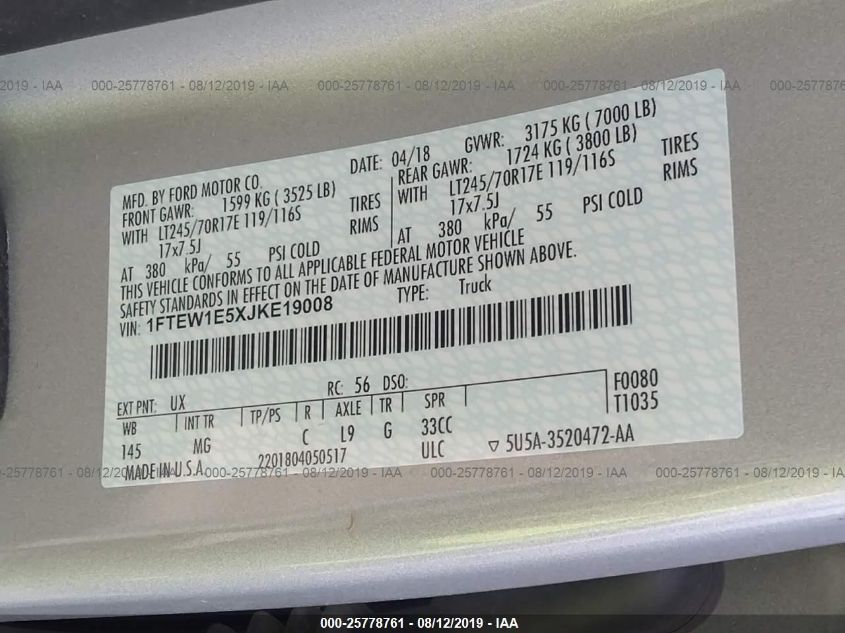 019 - IAA 000-25778761 - 08/12/2019 - IAA 000-25778761 - 08/12/2019 - IAA 000-25778761 - 08/12/2019 - IAA 000-25778761
MFD. BY FORD MOTOR CO. DATE: 04/18 GVWR: 3175 KG ( 7000 LB)
FRONT GAWR: 1599 KG ( 3525 LB) REAR GAWR: 1724 KG ( 3800 LB)
WITH LT245/70R17E 119/116S TIRES WITH LT245/70R17E 119/116S TIRES
17x7.5J RIMS 17x7.5J RIMS
AT 380 kPa/ 55 PSI COLD AT 380 kPa/ 55 PSI COLD
THIS VEHICLE CONFORMS TO ALL APPLICABLE FEDERAL MOTOR VEHICLE
SAFETY STANDARDS IN EFFECT ON THE DATE OF MANUFACTURE SHOWN ABOVE.
VIN: 1FTEW1E5XJKE19008 TYPE: Truck
EXT PNT: UX RC: 56 DSO: F0080
WB INT TR TP/PS R AXLE TR SPR T1035
145 MG C L9 G 33CC
MADE IN U.S.A. 2201804050517 ULC ▽ 5U5A-3520472-AA
019 - IAA 000-25778761 - 08/12/2019 - IAA 000-25778761 - 08/12/2019 - IAA 000-25778761 - 08/12/2019 - IAA 000-25778761
000-25778761 - 08/12/2019 - IAA